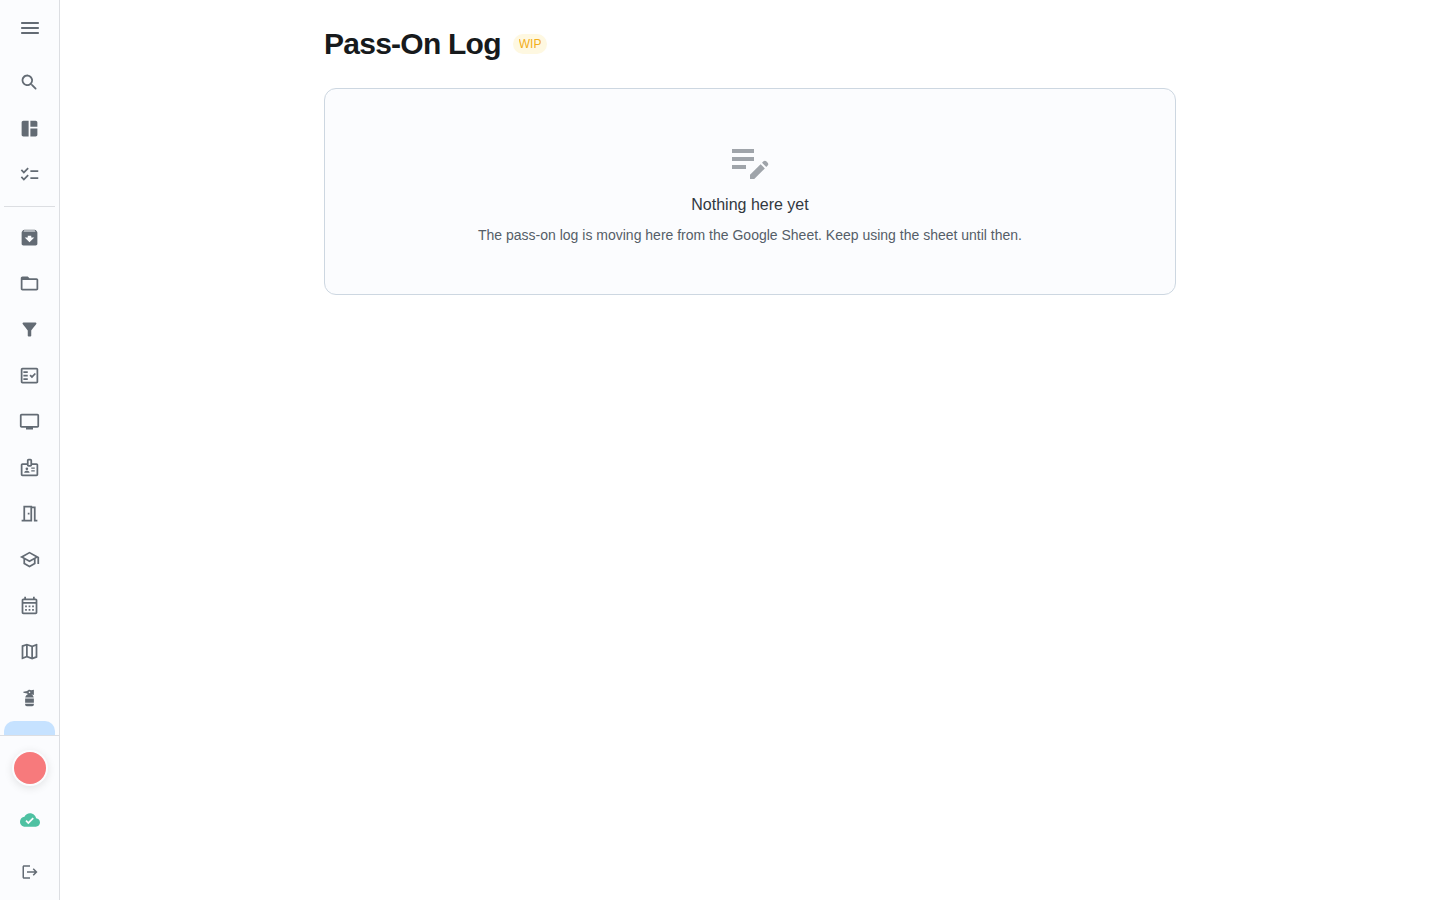 Pass-On Log WIP
Nothing here yet
The pass-on log is moving here from the Google Sheet. Keep using the sheet until then.